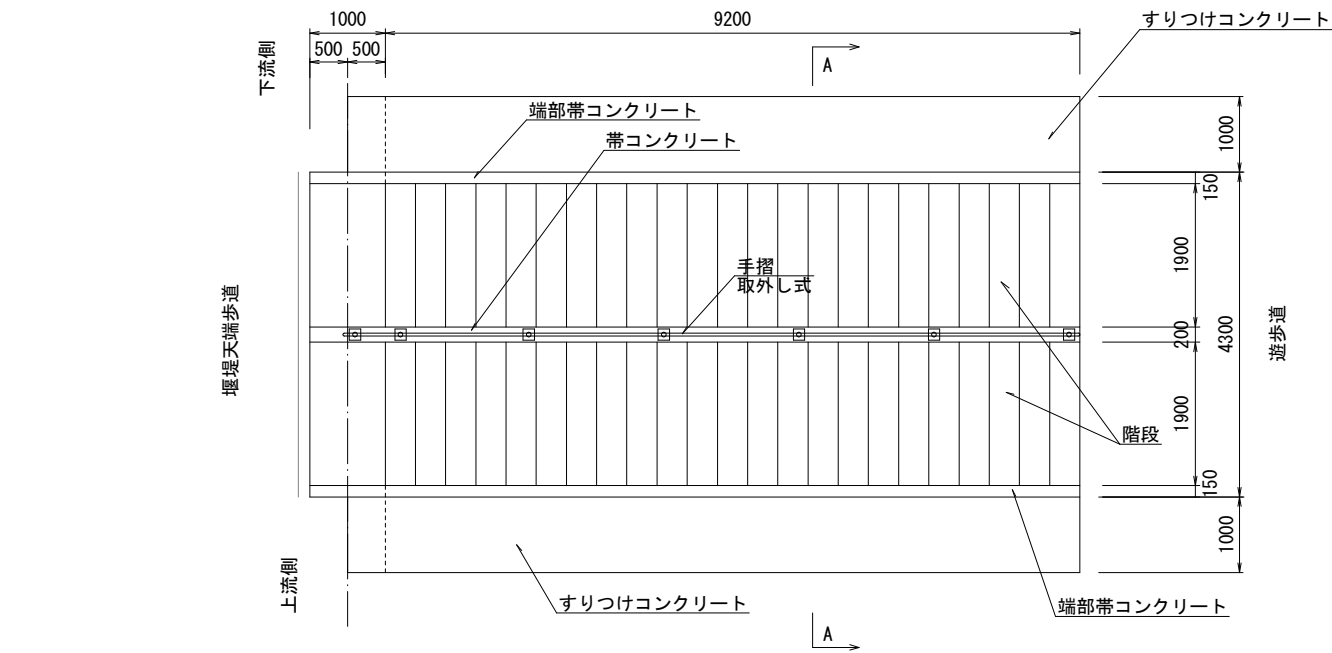 1000
9200
すりつけコンクリート
500
500
A
下流側
端部帯コンクリート
帯コンクリート
1000
150
1900
手摺
取外し式
堰堤天端歩道
200
4300
遊歩道
1900
階段
150
1000
上流側
すりつけコンクリート
端部帯コンクリート
A